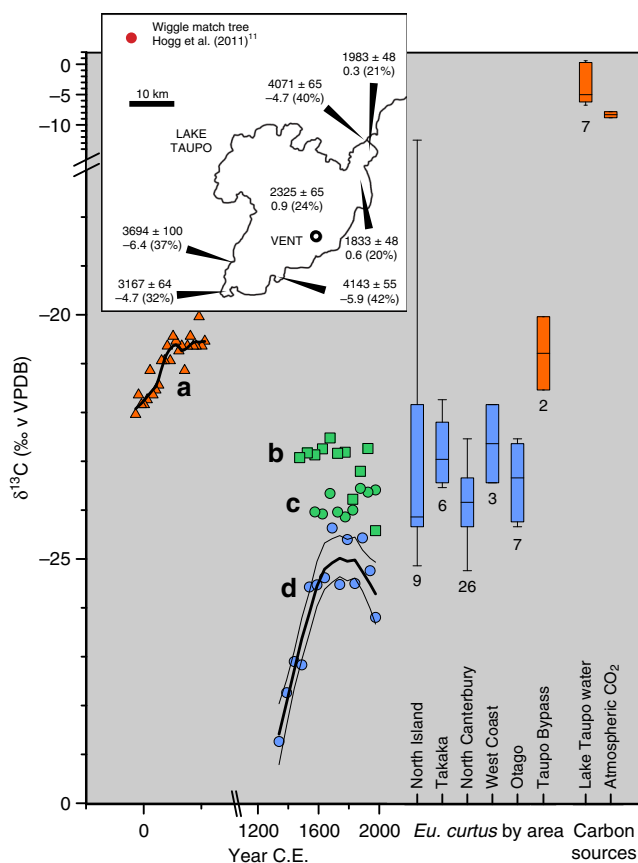 Wiggle match tree
Hogg et al. (2011)11
10 km
LAKE
TAUPO
1983 ± 48
0.3 (21%)
4071 ± 65
–4.7 (40%)
2325 ± 65
0.9 (24%)
VENT
3694 ± 100
–6.4 (37%)
1833 ± 48
0.6 (20%)
3167 ± 64
–4.7 (32%)
4143 ± 55
–5.9 (42%)
0
–5
–10
–20
–25
0
δ13C (‰ v VPDB)
a
b
c
d
7
2
6
3
7
9
26
North Island
Takaka
North Canterbury
West Coast
Otago
Taupo Bypass
Lake Taupo water
Atmospheric CO2
0
1200
1600
2000
Year C.E.
Eu. curtus by area
Carbon
sources